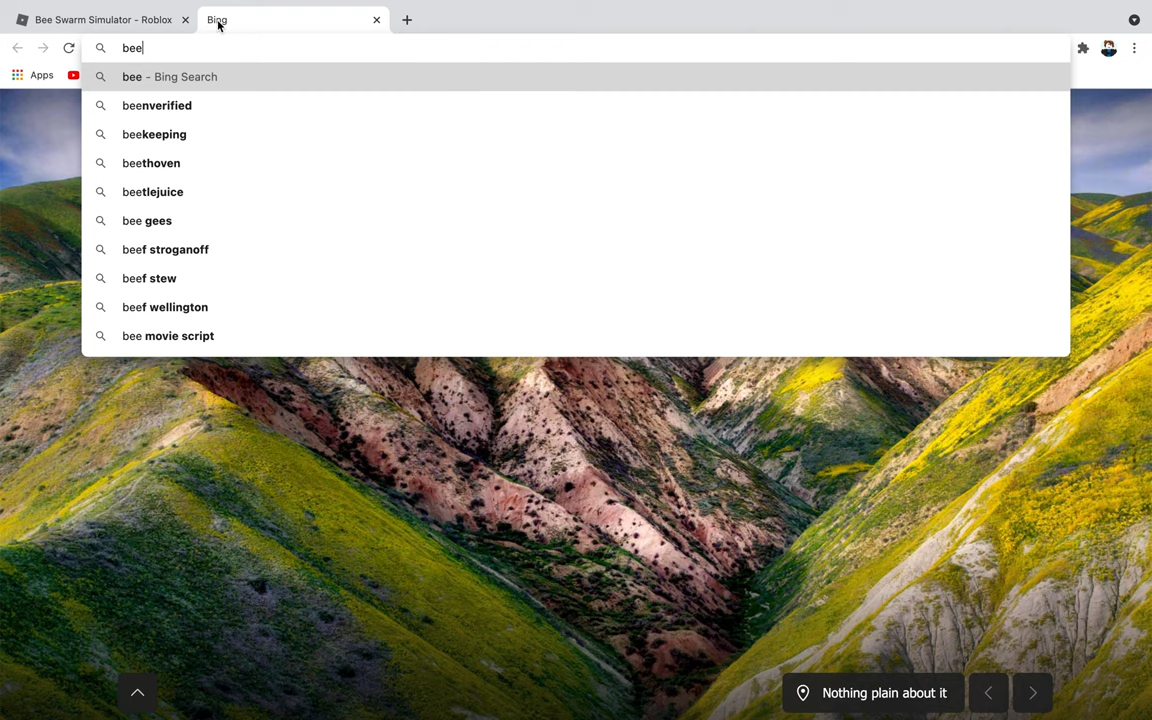 Bee Swarm Simulator - Roblox
Bing
bee
Apps
bee - Bing Search
beenverified
beekeeping
beethoven
beetlejuice
bee gees
beef stroganoff
beef stew
beef wellington
bee movie script
Nothing plain about it